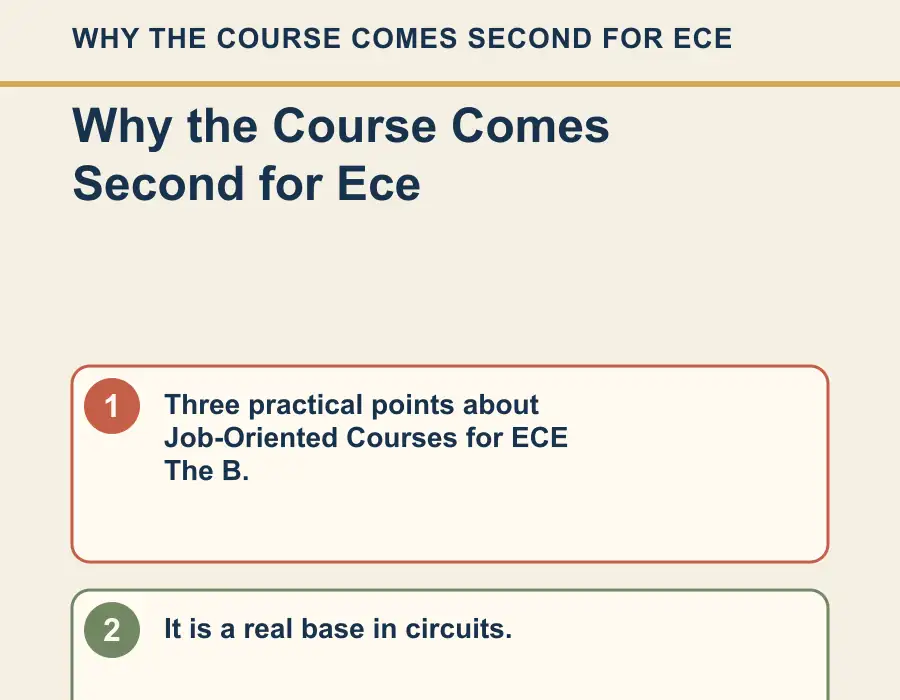 WHY THE COURSE COMES SECOND FOR ECE
Why the Course Comes
Second for Ece
1
Three practical points about
Job-Oriented Courses for ECE
The B.
2
It is a real base in circuits.